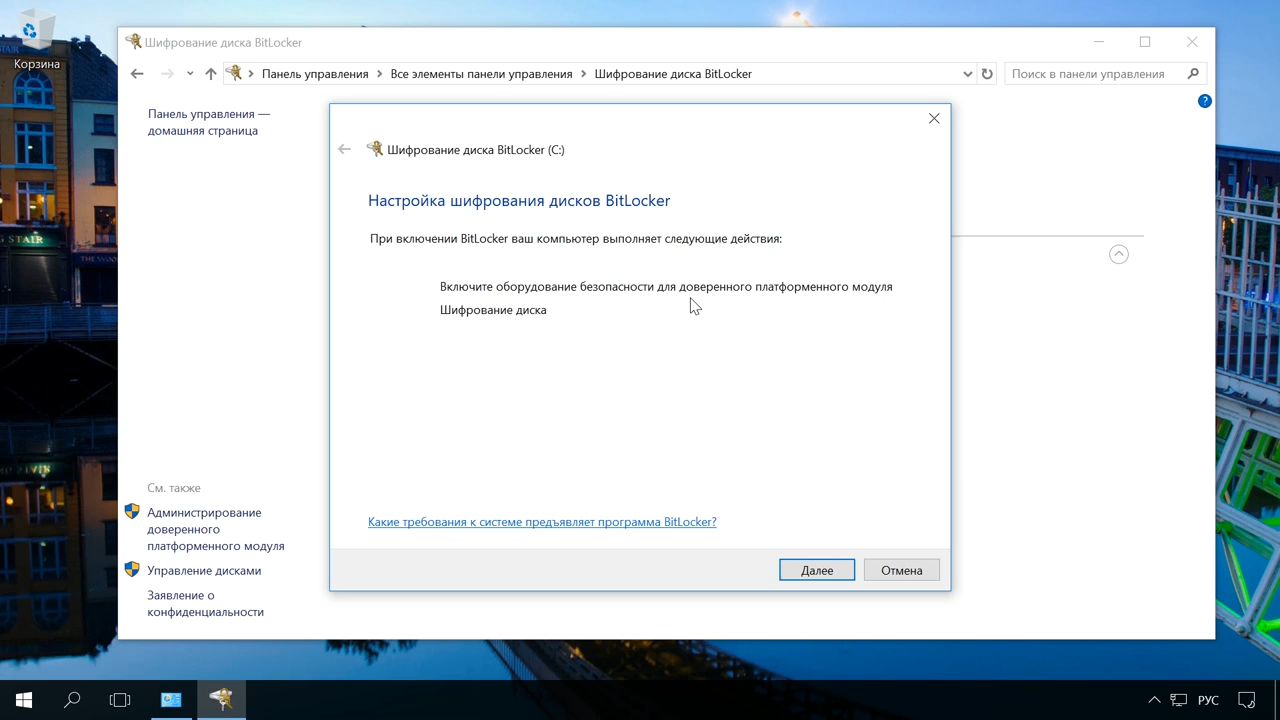 Корзина
Шифрование диска BitLocker
Панель управления
Все элементы панели управления
Шифрование диска BitLocker
Поиск в панели управления
?
Панель управления —
домашняя страница
Шифрование диска BitLocker (C:)
Настройка шифрования дисков BitLocker
При включении BitLocker ваш компьютер выполняет следующие действия:
Включите оборудование безопасности для доверенного платформенного модуля
Шифрование диска
Какие требования к системе предъявляет программа BitLocker?
Далее
Отмена
См. также
Администрирование
доверенного
платформенного модуля
Управление дисками
Заявление о
конфиденциальности
STAIR
РУС